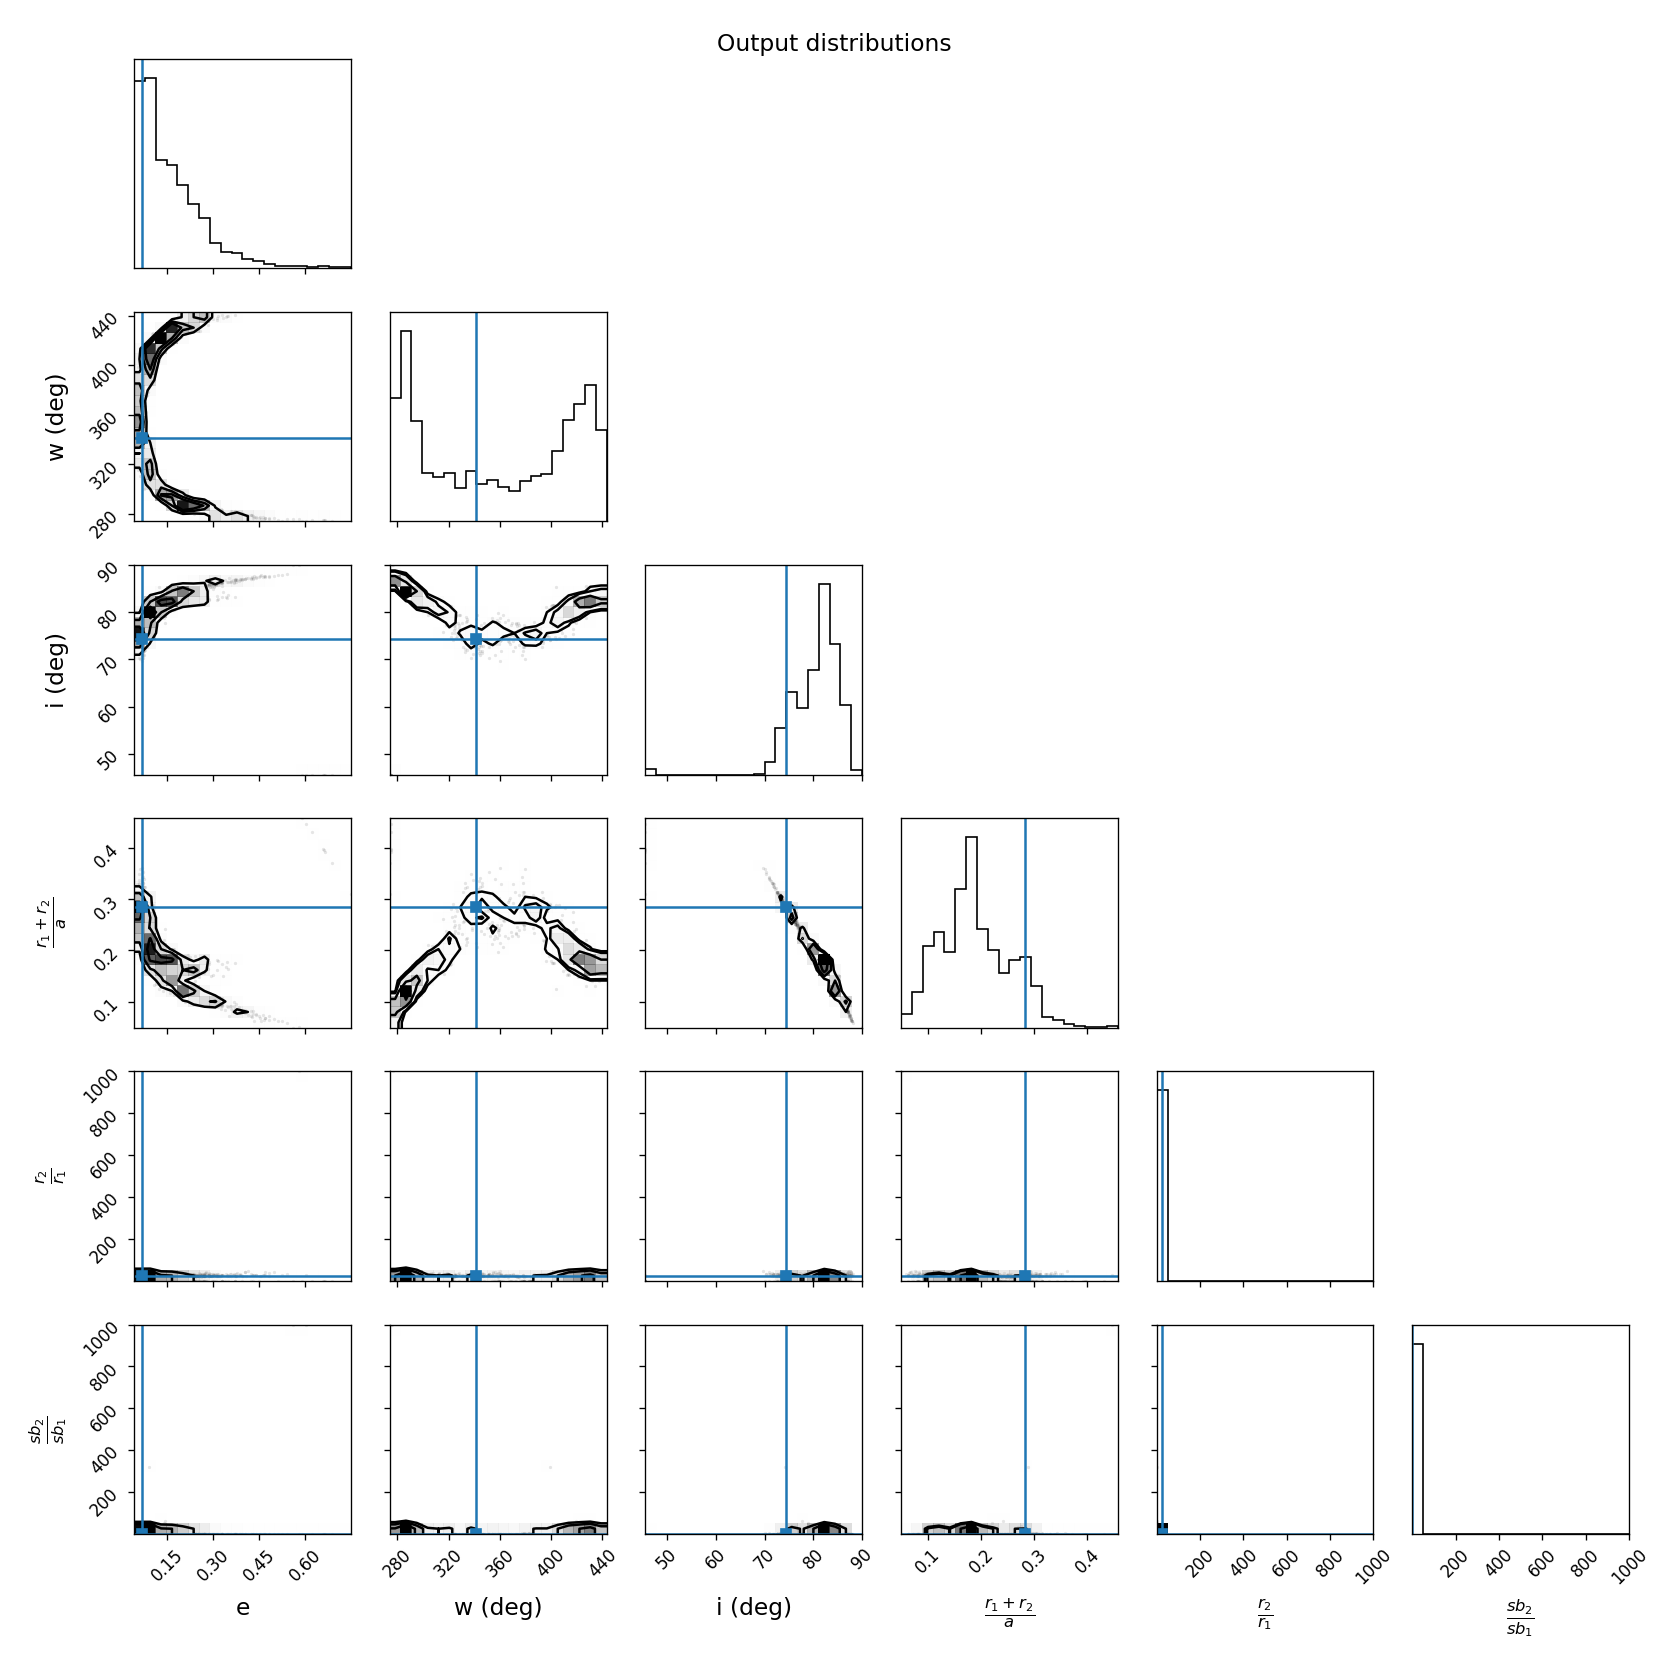 Output distributions
440
400
360
320
280
w (deg)
90
80
70
60
50
i (deg)
0.4
0.3
0.2
0.1
r₁ + r₂
a
1000
800
600
400
200
r₂
r₁
1000
800
600
400
200
sb₂
sb₁
0.15 0.30 0.45 0.60
280 320 360 400 440
50 60 70 80 90
0.1 0.2 0.3 0.4
200 400 600 800 1000
200 400 600 800 1000
e
w (deg)
i (deg)
r₁ + r₂
a
r₂
r₁
sb₂
sb₁